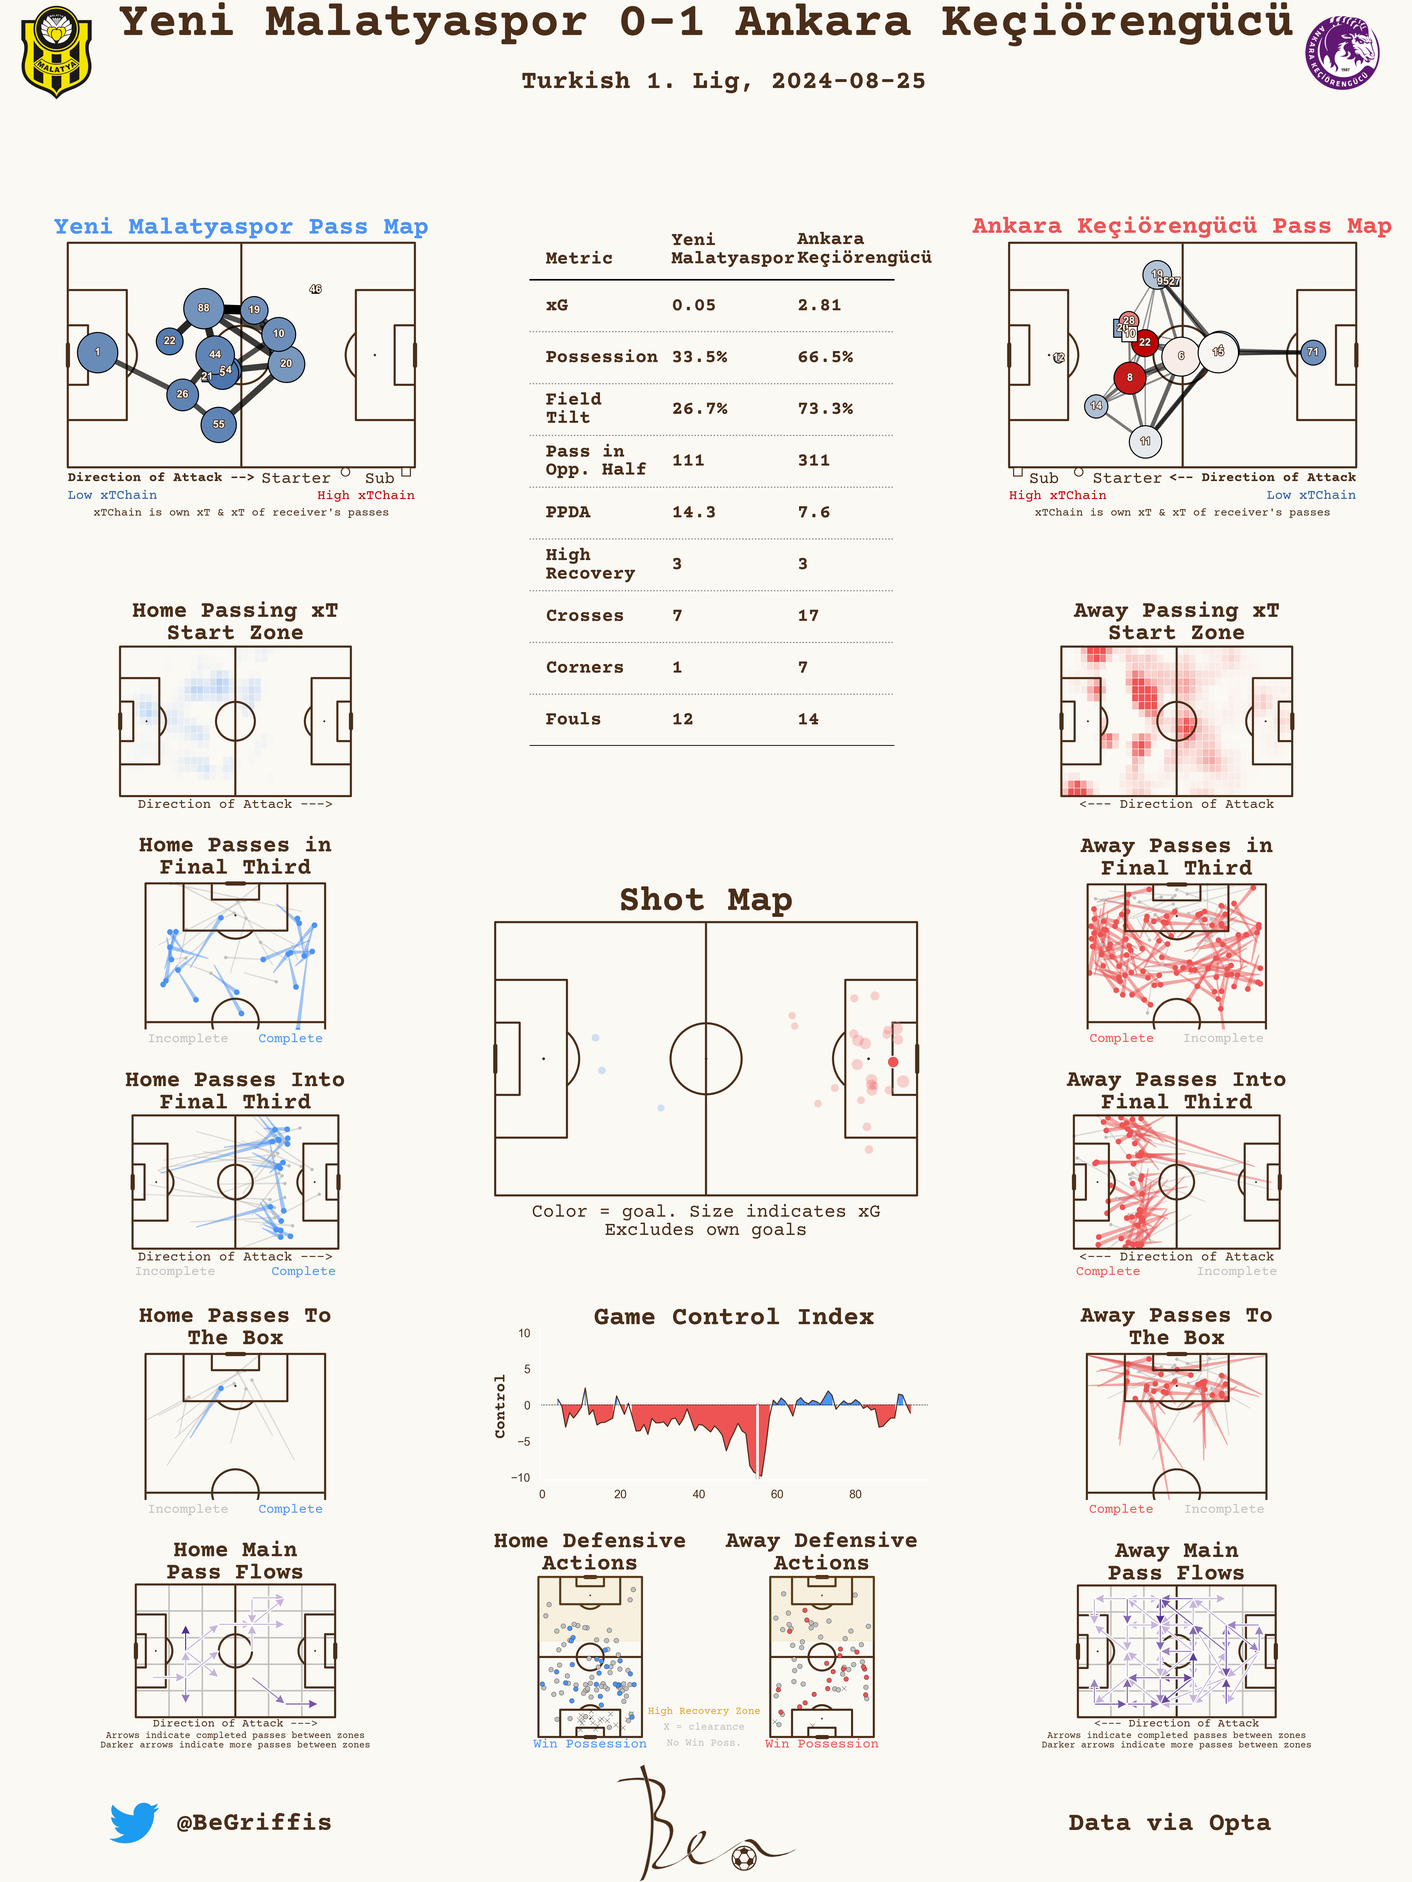 Yeni Malatyaspor 0-1 Ankara Keçiörengücü
Turkish 1. Lig, 2024-08-25
MALATYA
ANKARA KEÇİÖRENGÜCÜ
1987
Yeni Malatyaspor Pass Map
46
88
19
10
22
1
44
20
26
55
Direction of Attack --> Starter Sub
Low xTChain High xTChain
xTChain is own xT & xT of receiver's passes
Metric Yeni Malatyaspor Ankara Keçiörengücü
xG 0.05 2.81
Possession 33.5% 66.5%
Field Tilt 26.7% 73.3%
Pass in Opp. Half 111 311
PPDA 14.3 7.6
High Recovery 3 3
Crosses 7 17
Corners 1 7
Fouls 12 14
Ankara Keçiörengücü Pass Map
19
9527
28
10
22
12
6
15
71
8
14
11
Sub Starter <-- Direction of Attack
High xTChain Low xTChain
xTChain is own xT & xT of receiver's passes
Home Passing xT
Start Zone
Direction of Attack --->
Away Passing xT
Start Zone
<--- Direction of Attack
Home Passes in
Final Third
Incomplete Complete
Away Passes in
Final Third
Complete Incomplete
Shot Map
Color = goal. Size indicates xG
Excludes own goals
Home Passes Into
Final Third
Direction of Attack --->
Incomplete Complete
Away Passes Into
Final Third
<--- Direction of Attack
Complete Incomplete
Home Passes To
The Box
Incomplete Complete
Game Control Index
Control
10
5
0
−5
−10
0 20 40 60 80
Away Passes To
The Box
Complete Incomplete
Home Main
Pass Flows
Direction of Attack --->
Arrows indicate completed passes between zones
Darker arrows indicate more passes between zones
Home Defensive
Actions
Win Possession
High Recovery Zone
X = clearance
No Win Poss.
Away Defensive
Actions
Win Possession
Away Main
Pass Flows
<--- Direction of Attack
Arrows indicate completed passes between zones
Darker arrows indicate more passes between zones
@BeGriffis
Ben
Data via Opta